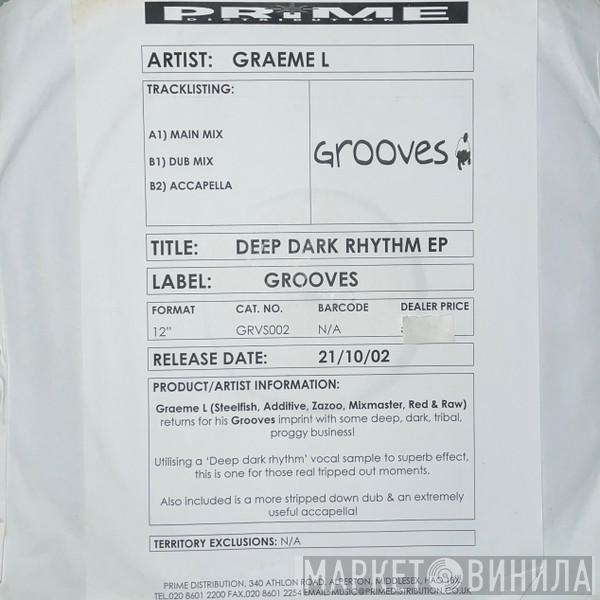 PRIME
DISTRIBUTION
ARTIST: GRAEME L
TRACKLISTING:
A1) MAIN MIX
B1) DUB MIX
B2) ACCAPELLA
Grooves
TITLE: DEEP DARK RHYTHM EP
LABEL: GROOVES
FORMAT CAT. NO. BARCODE DEALER PRICE
12" GRVS002 N/A
RELEASE DATE: 21/10/02
PRODUCT/ARTIST INFORMATION:
Graeme L (Steelfish, Additive, Zazoo, Mixmaster, Red & Raw)
returns for his Grooves imprint with some deep, dark, tribal,
proggy business!
Utilising a 'Deep dark rhythm' vocal sample to superb effect,
this is one for those real tripped out moments.
Also included is a more stripped down dub & an extremely
useful accapella!
TERRITORY EXCLUSIONS: N/A
PRIME DISTRIBUTION, 340 ATHLON ROAD, ALPERTON, MIDDLESEX, HAO 1BX,
TEL.020 8601 2200 FAX.020 8601 2254 EMAIL: MUSIC@PRIMEDISTRIBUTION.CO.UK
МАРКЕТ ВИНИЛА